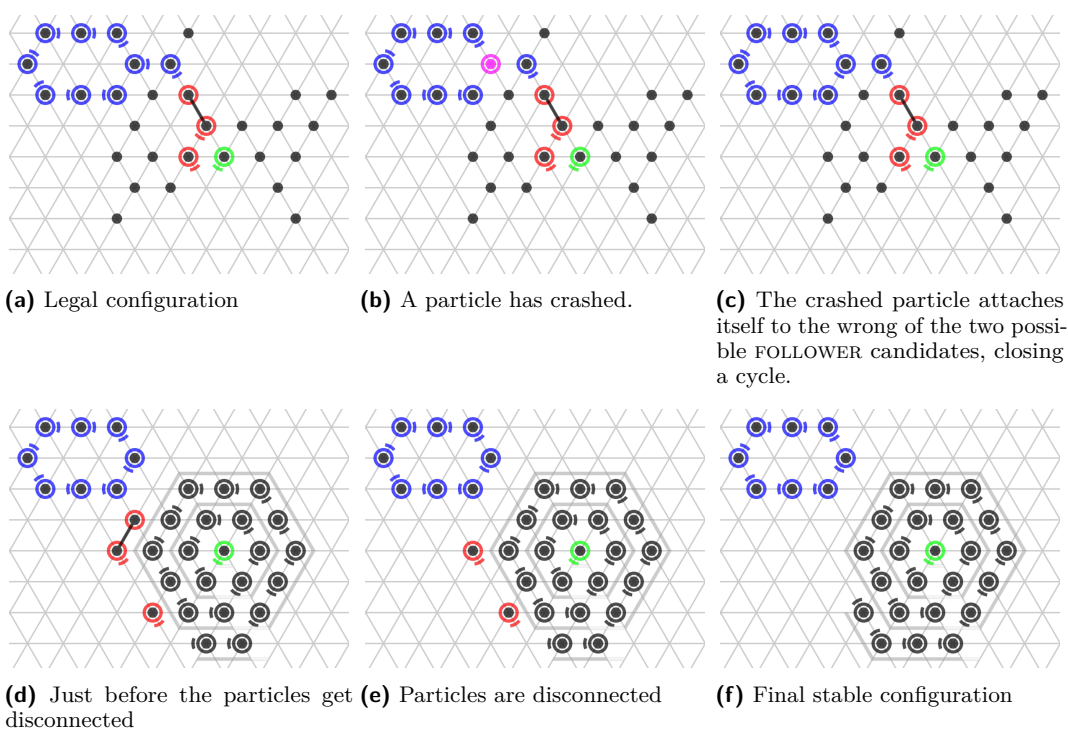 (a) Legal configuration
(b) A particle has crashed.
(c) The crashed particle attaches
itself to the wrong of the two possi-
ble FOLLOWER candidates, closing
a cycle.
(d) Just before the particles get
disconnected
(e) Particles are disconnected
(f) Final stable configuration